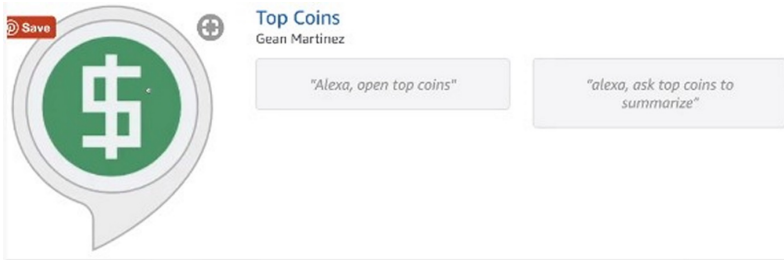 Save
Top Coins
Gean Martinez
"Alexa, open top coins"
"alexa, ask top coins to
summarize"